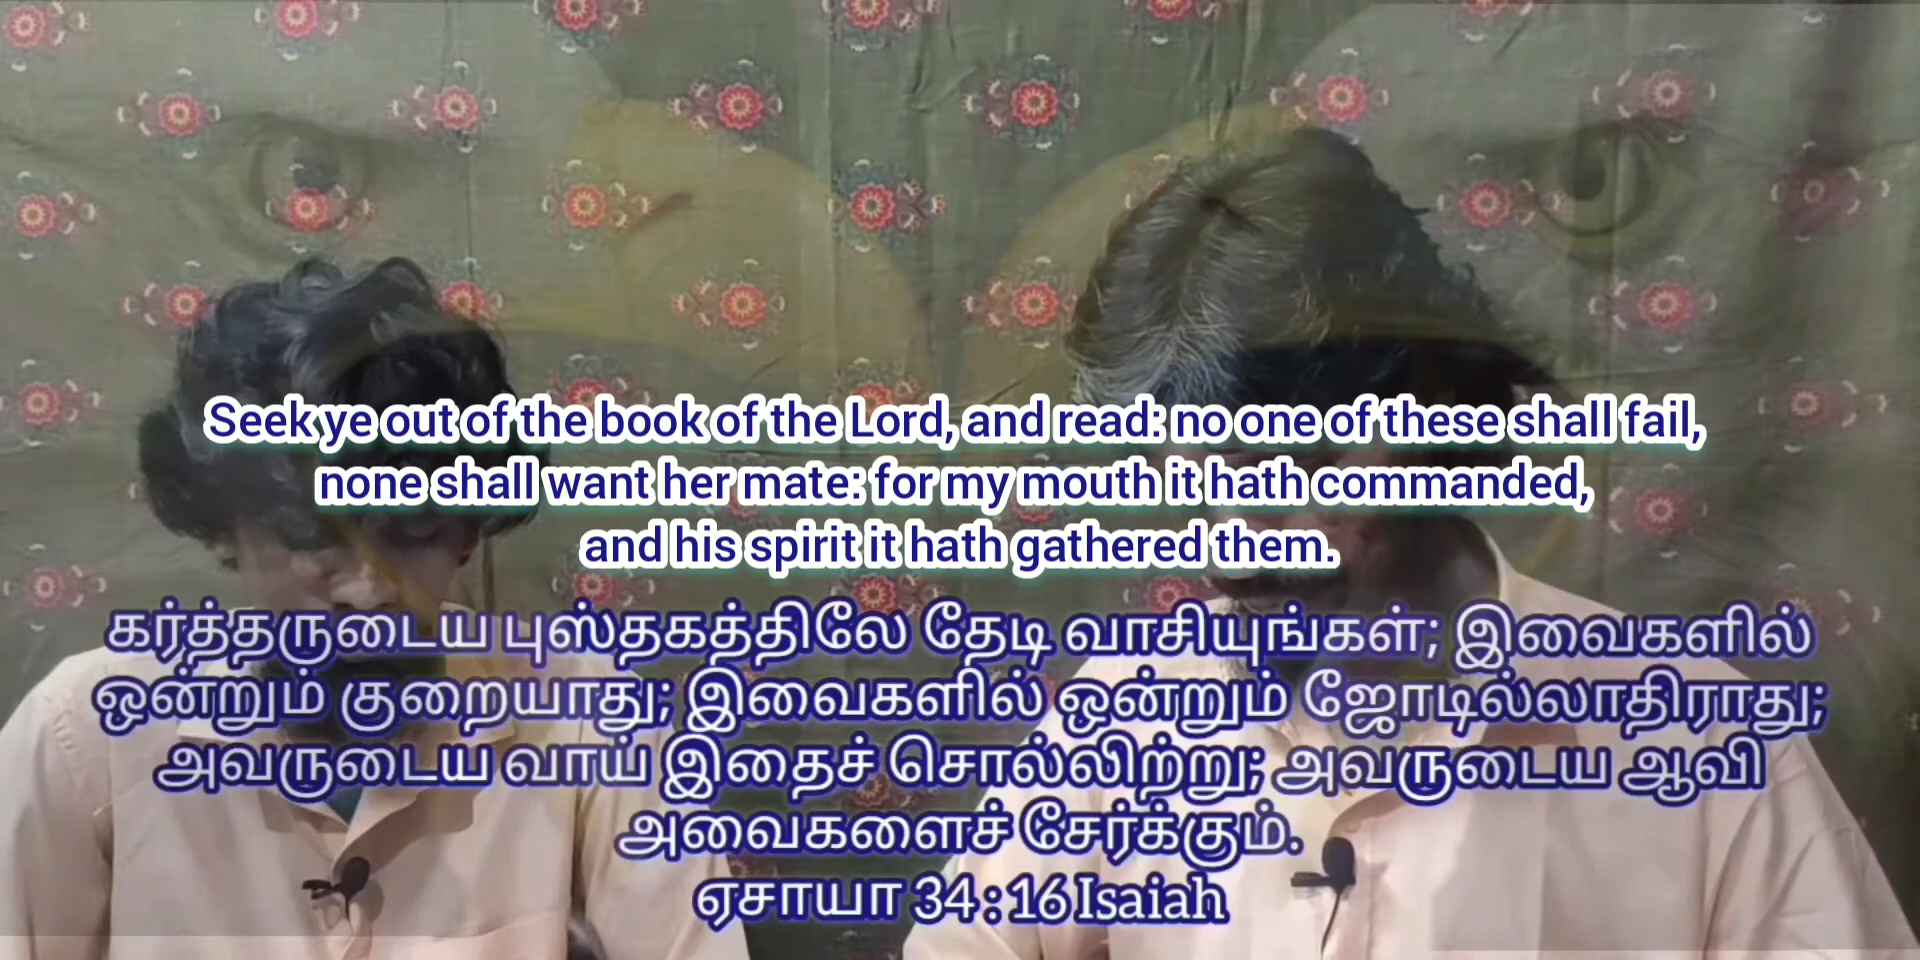 Seek ye out of the book of the Lord, and read: no one of these shall fail,
none shall want her mate: for my mouth it hath commanded,
and his spirit it hath gathered them.
கர்த்தருடைய புஸ்தகத்திலே தேடி வாசியுங்கள்; இவைகளில்
ஒன்றும் குறையாது; இவைகளில் ஒன்றும் ஜோடில்லாதிராது;
அவருடைய வாய் இதைச் சொல்லிற்று; அவருடைய ஆவி
அவைகளைச் சேர்க்கும்.
ஏசாயா 34 : 16 Isaiah